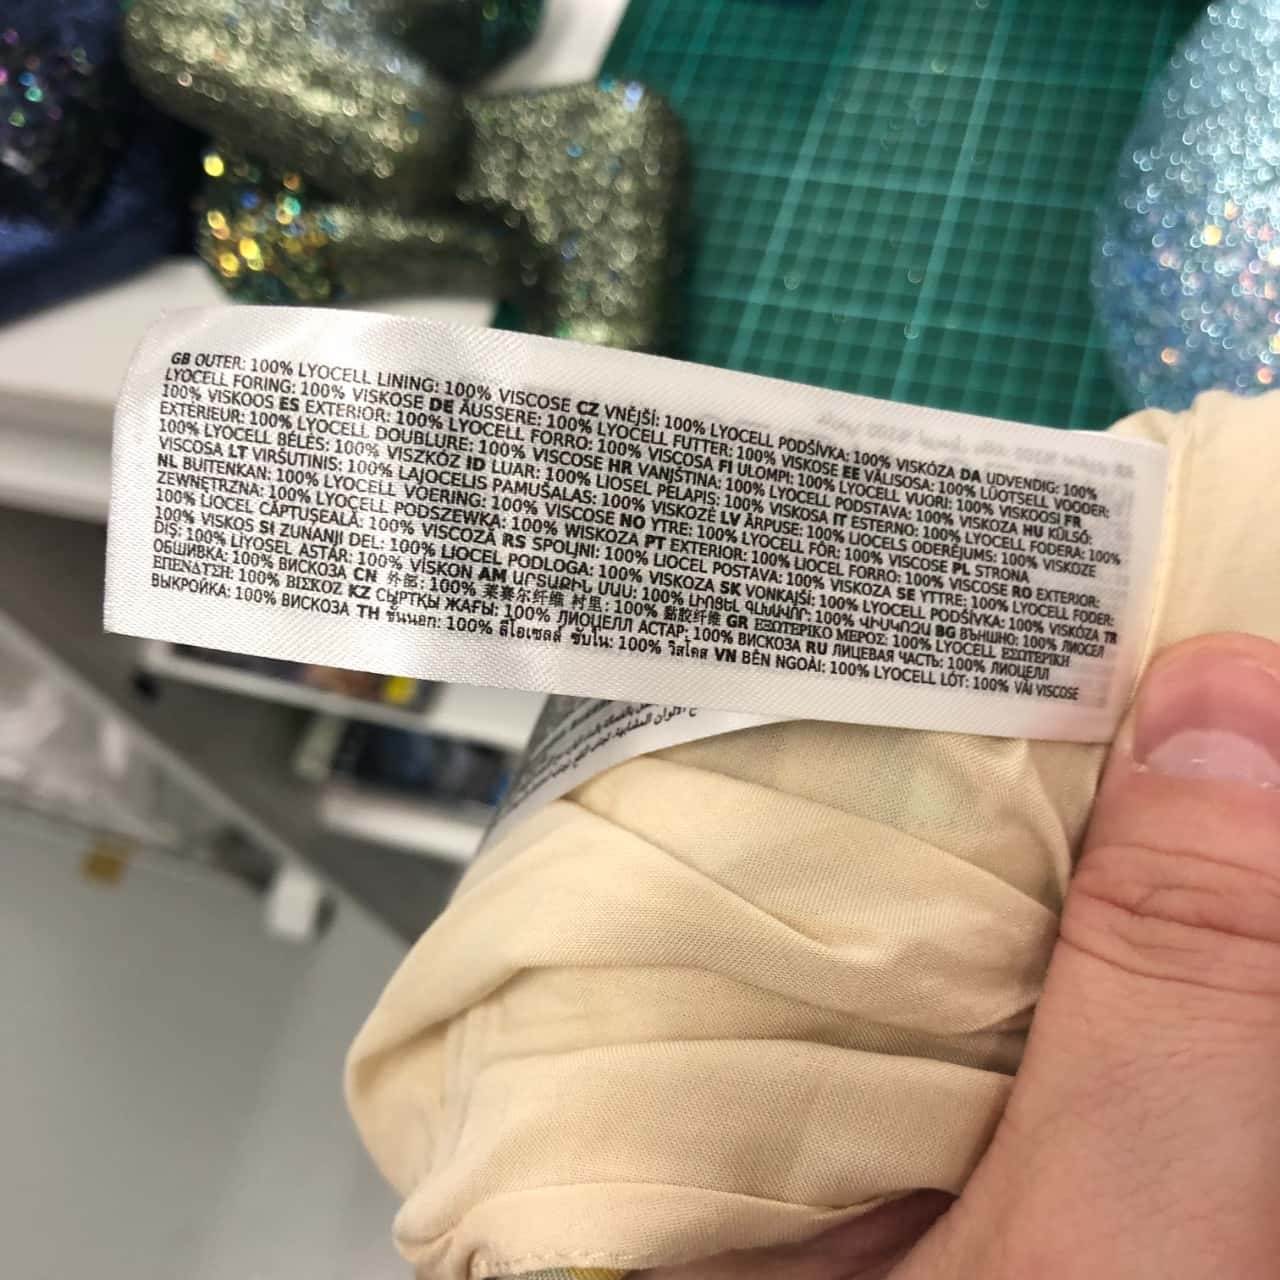 GB OUTER: 100% LYOCELL LINING: 100% VISCOSE CZ VNĚJŠÍ: 100% LYOCELL PODŠÍVKA: 100% VISKÓZA DA UDVENDIG: 100%
LYOCELL FORING: 100% VISKOSE DE ÄUSSERE: 100% LYOCELL FUTTER: 100% VISKOSE EE VÄLISOSA: 100% LÜOTSELL VOODER:
100% VISKOOS ES EXTERIOR: 100% LYOCELL FORRO: 100% VISCOSA FI ULOMPI: 100% LYOCELL VUORI: 100% VISKOOSI FR
EXTÉRIEUR: 100% LYOCELL DOUBLURE: 100% VISCOSE HR VANJŠTINA: 100% LYOCELL PODSTAVA: 100% VISKOZA HU KÜLSŐ:
100% LYOCELL BÉLÉS: 100% VISZKÓZ ID LUAR: 100% LIOSEL PELAPIS: 100% VISKOSA IT ESTERNO: 100% LYOCELL FODERA: 100%
VISCOSA LT VIRŠUTINIS: 100% LAJOCELIS PAMUŠALAS: 100% VISKOZĖ LV ĀRPUSE: 100% LIOCELS ODERĒJUMS: 100% VISKOZE
NL BUITENKAN: 100% LYOCELL VOERING: 100% VISCOSE NO YTRE: 100% LYOCELL FÔR: 100% VISCOSE PL STRONA
ZEWNĘTRZNA: 100% LYOCELL PODSZEWKA: 100% WISKOZA PT EXTERIOR: 100% LIOCEL FORRO: 100% VISCOSE RO EXTERIOR:
100% LIOCEL CĂPTUȘEALĂ: 100% VISCOZĂ RS SPOLJNI: 100% LIOCEL POSTAVA: 100% VISKOZA SE YTTRE: 100% LYOCELL FODER:
100% VISKOS SI ZUNANJI DEL: 100% LIOCEL PODLOGA: 100% VISKOZA SK VONKAJŠÍ: 100% LYOCELL PODŠÍVKA: 100% VISKÓZA TR
DIŞ: 100% LİYOSEL ASTAR: 100% VİSKON AM ԱՐՏԱՔԻՆ ՄԱՍ: 100% ԼԻՈՑԵԼ ԳԼԽԱՎՈՐ: 100% ՎԻՍԿՈԶԱ BG ВЪНШНО: 100% ЛИОСЕЛ
ОБШИВКА: 100% ВИСКОЗА CN 外部: 100% 莱赛尔纤维 衬里: 100% 黏胶纤维 GR ΕΞΩΤΕΡΙΚΟ ΜΕΡΟΣ: 100% LYOCELL ΕΣΩΤΕΡΙΚΗ
ΕΠΕΝΔΥΣΗ: 100% ΒΙΣΚΟΖ KZ СЫРТҚЫ ЖАҒЫ: 100% ЛИОЦЕЛЛ АСТАР: 100% ВИСКОЗА RU ЛИЦЕВАЯ ЧАСТЬ: 100% ЛИОЦЕЛЛ
ВЫКРОЙКА: 100% ВИСКОЗА TH ชั้นนอก: 100% ลีโอเซลล์ ซับใน: 100% วิสโคส VN BÊN NGOÀI: 100% LYOCELL LÓT: 100% VẢI VISCOSE